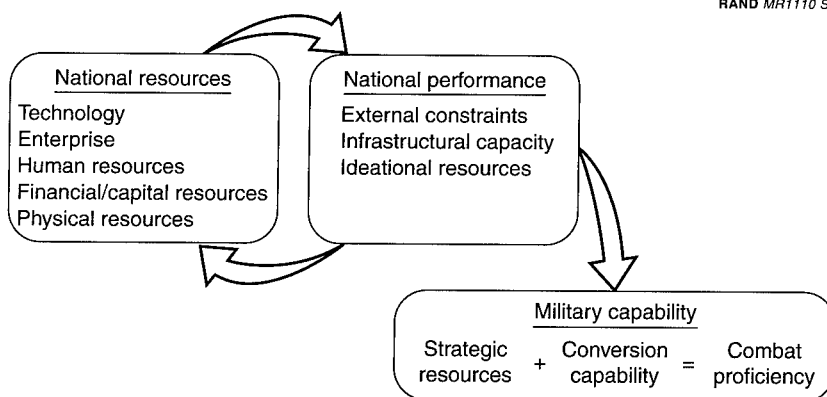 RAND MR1110 S
National resources
Technology
Enterprise
Human resources
Financial/capital resources
Physical resources
National performance
External constraints
Infrastructural capacity
Ideational resources
Military capability
Strategic resources + Conversion capability = Combat proficiency